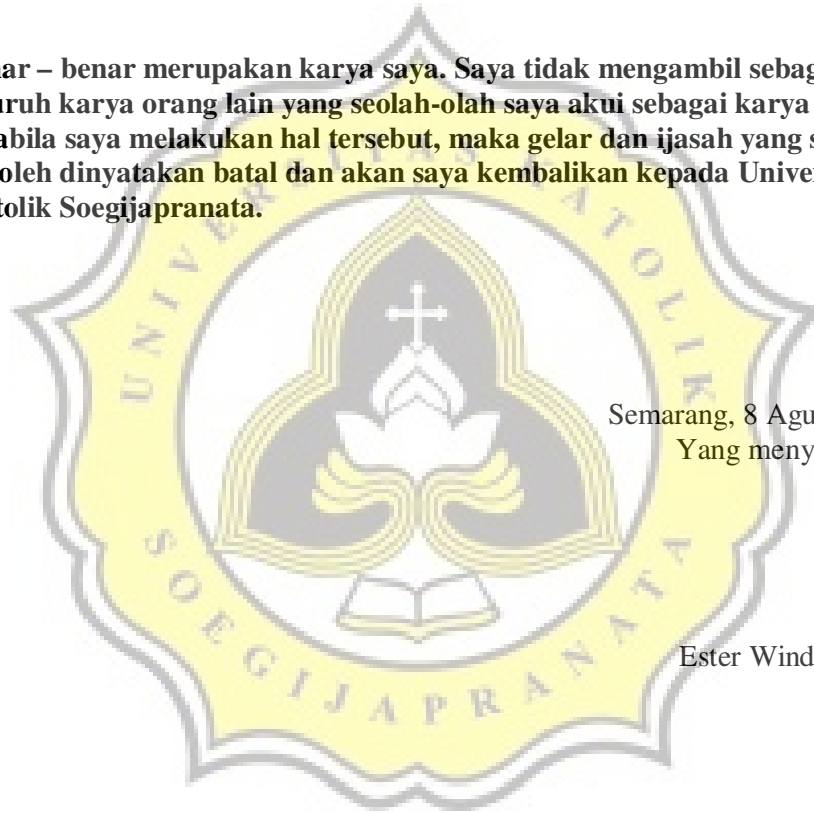 ar – benar merupakan karya saya. Saya tidak mengambil sebag
uruh karya orang lain yang seolah-olah saya akui sebagai karya
abila saya melakukan hal tersebut, maka gelar dan ijasah yang s
oleh dinyatakan batal dan akan saya kembalikan kepada Univer
tolik Soegijapranata.
UNIVERSITAS KATOLIK
Semarang, 8 Agu
Yang meny
SOEGIJAPRANATA
Ester Wind